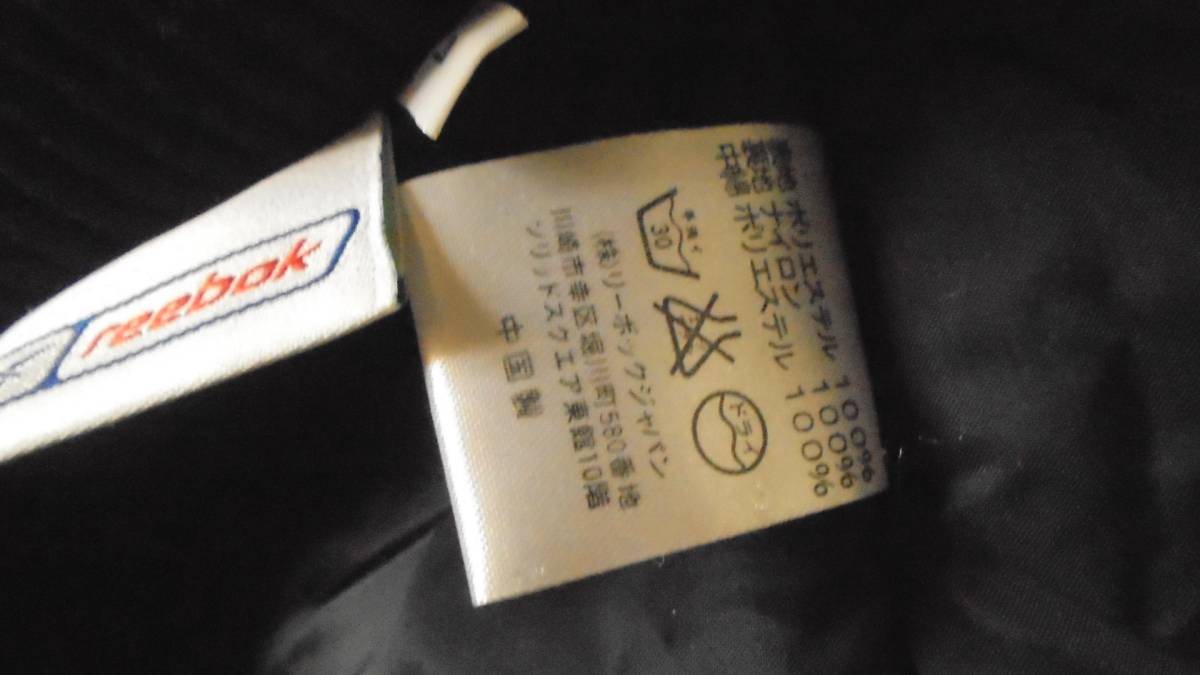 reebok
表地 ポリエステル 100%
裏地 ナイロン 100%
中綿 ポリエステル 100%
手洗イ
30
ドライ
(株)リーボックジャパン
川崎市幸区堀川町580番地
ソリッドスクエア東館10階
中国製